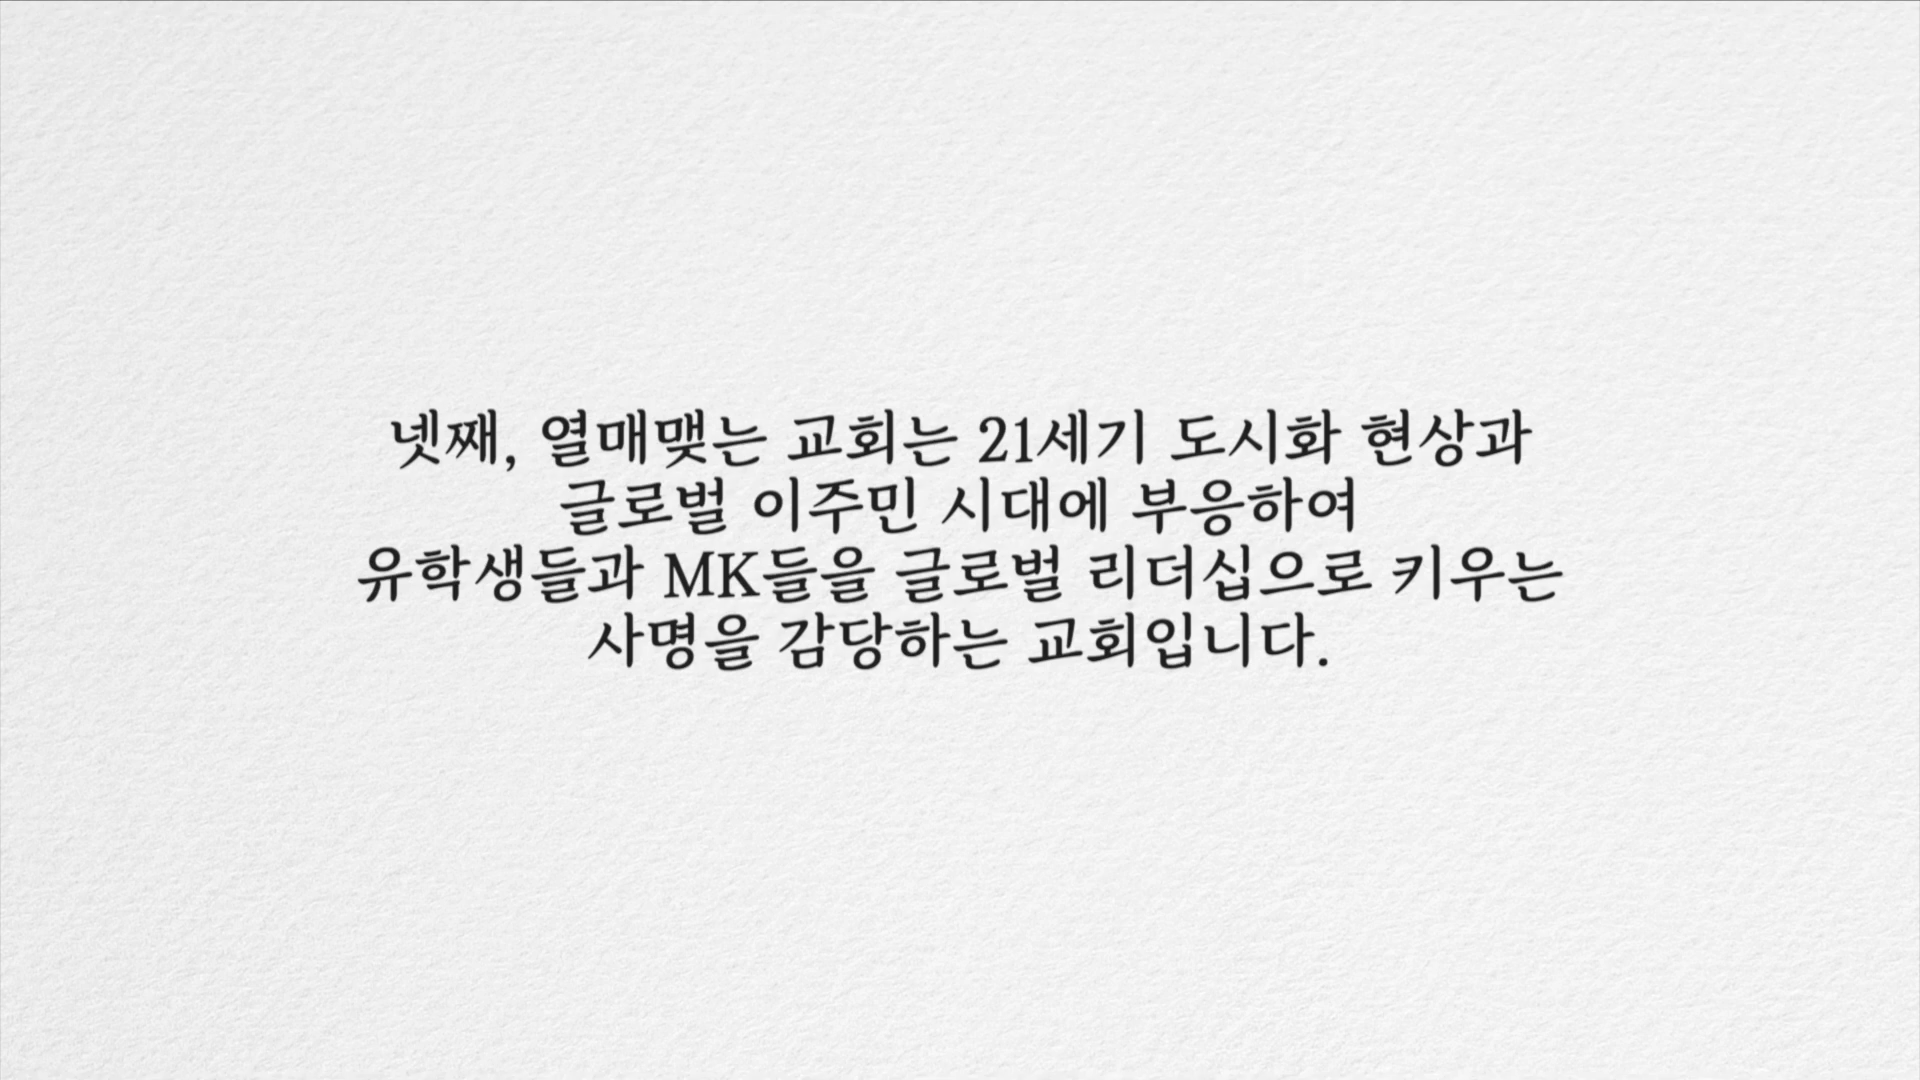 넷째, 열매맺는 교회는 21세기 도시화 현상과
글로벌 이주민 시대에 부응하여
유학생들과 MK들을 글로벌 리더십으로 키우는
사명을 감당하는 교회입니다.